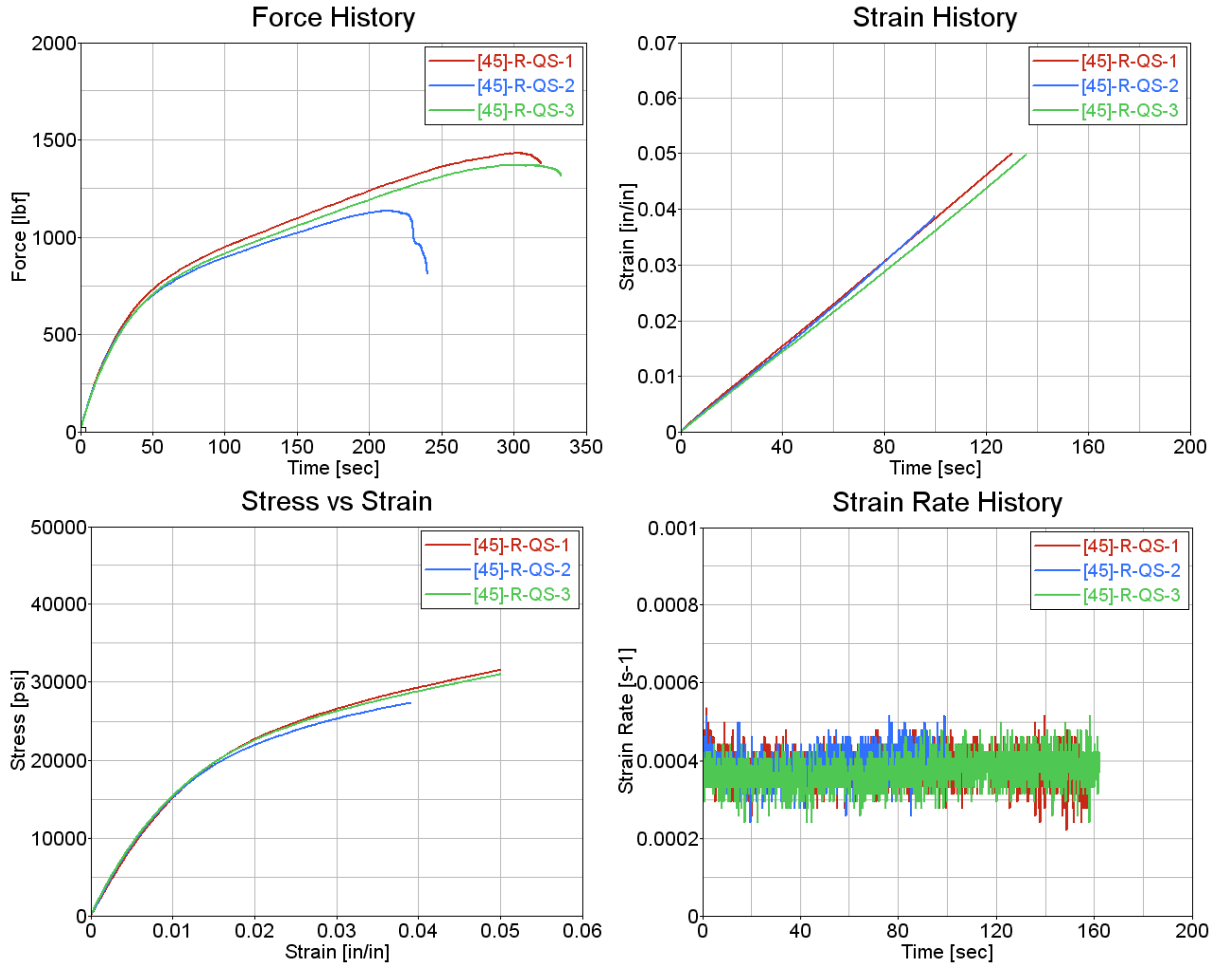 Force History
2000
1500
1000
500
0
Force [lbf]
[45]-R-QS-1
[45]-R-QS-2
[45]-R-QS-3
0 50 100 150 200 250 300 350
Time [sec]
Strain History
0.07
0.06
0.05
0.04
0.03
0.02
0.01
0
Strain [in/in]
[45]-R-QS-1
[45]-R-QS-2
[45]-R-QS-3
0 40 80 120 160 200
Time [sec]
Stress vs Strain
50000
40000
30000
20000
10000
0
Stress [psi]
[45]-R-QS-1
[45]-R-QS-2
[45]-R-QS-3
0 0.01 0.02 0.03 0.04 0.05 0.06
Strain [in/in]
Strain Rate History
0.001
0.0008
0.0006
0.0004
0.0002
0
Strain Rate [s-1]
[45]-R-QS-1
[45]-R-QS-2
[45]-R-QS-3
0 40 80 120 160 200
Time [sec]